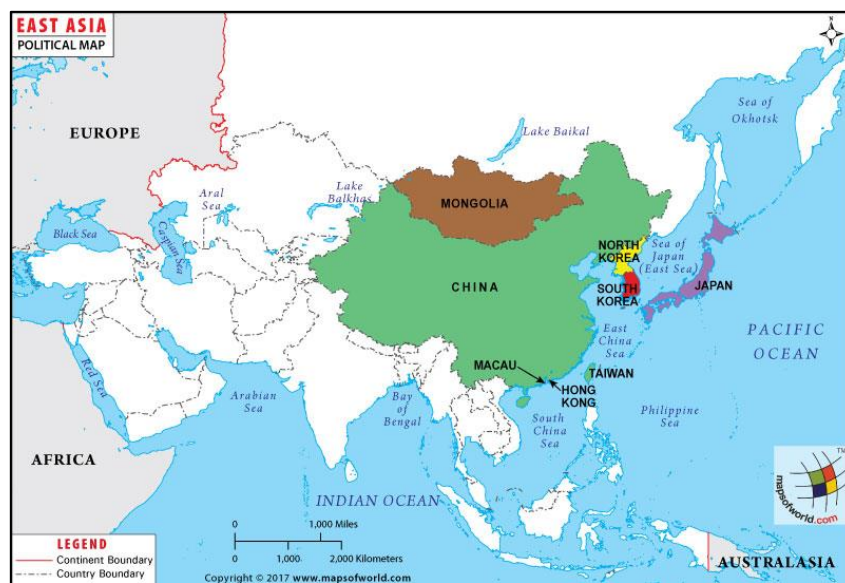 EAST ASIA
POLITICAL MAP
N
EUROPE
Sea of
Okhotsk
Lake Baikal
Aral
Sea
Lake
Balkhas
Black Sea
Caspian Sea
MONGOLIA
NORTH
KOREA
Sea of
Japan
(East Sea)
CHINA
SOUTH
KOREA
JAPAN
East
China
Sea
PACIFIC
OCEAN
Red Sea
MACAU
TAIWAN
HONG
KONG
Arabian
Sea
Bay
of
Bengal
South
China
Sea
Philippine
Sea
AFRICA
INDIAN OCEAN
TM
mapsofworld.com
0 1,000 Miles
0 1,000 2,000 Kilometers
LEGEND
Continent Boundary
Country Boundary
AUSTRALASIA
Copyright © 2017 www.mapsofworld.com